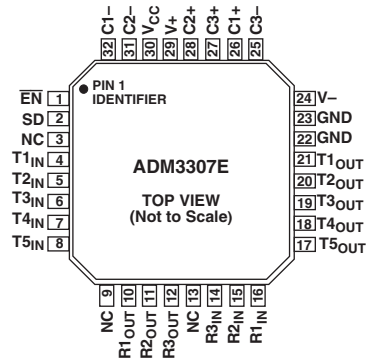 C1– C2– VCC V+ C2+ C3+ C1+ C3–
32 31 30 29 28 27 26 25
PIN 1
IDENTIFIER
EN 1
SD 2
NC 3
T1IN 4
T2IN 5
T3IN 6
T4IN 7
T5IN 8
ADM3307E
TOP VIEW
(Not to Scale)
24 V–
23 GND
22 GND
21 T1OUT
20 T2OUT
19 T3OUT
18 T4OUT
17 T5OUT
9 10 11 12 13 14 15 16
NC R1OUT R2OUT R3OUT NC R3IN R2IN R1IN